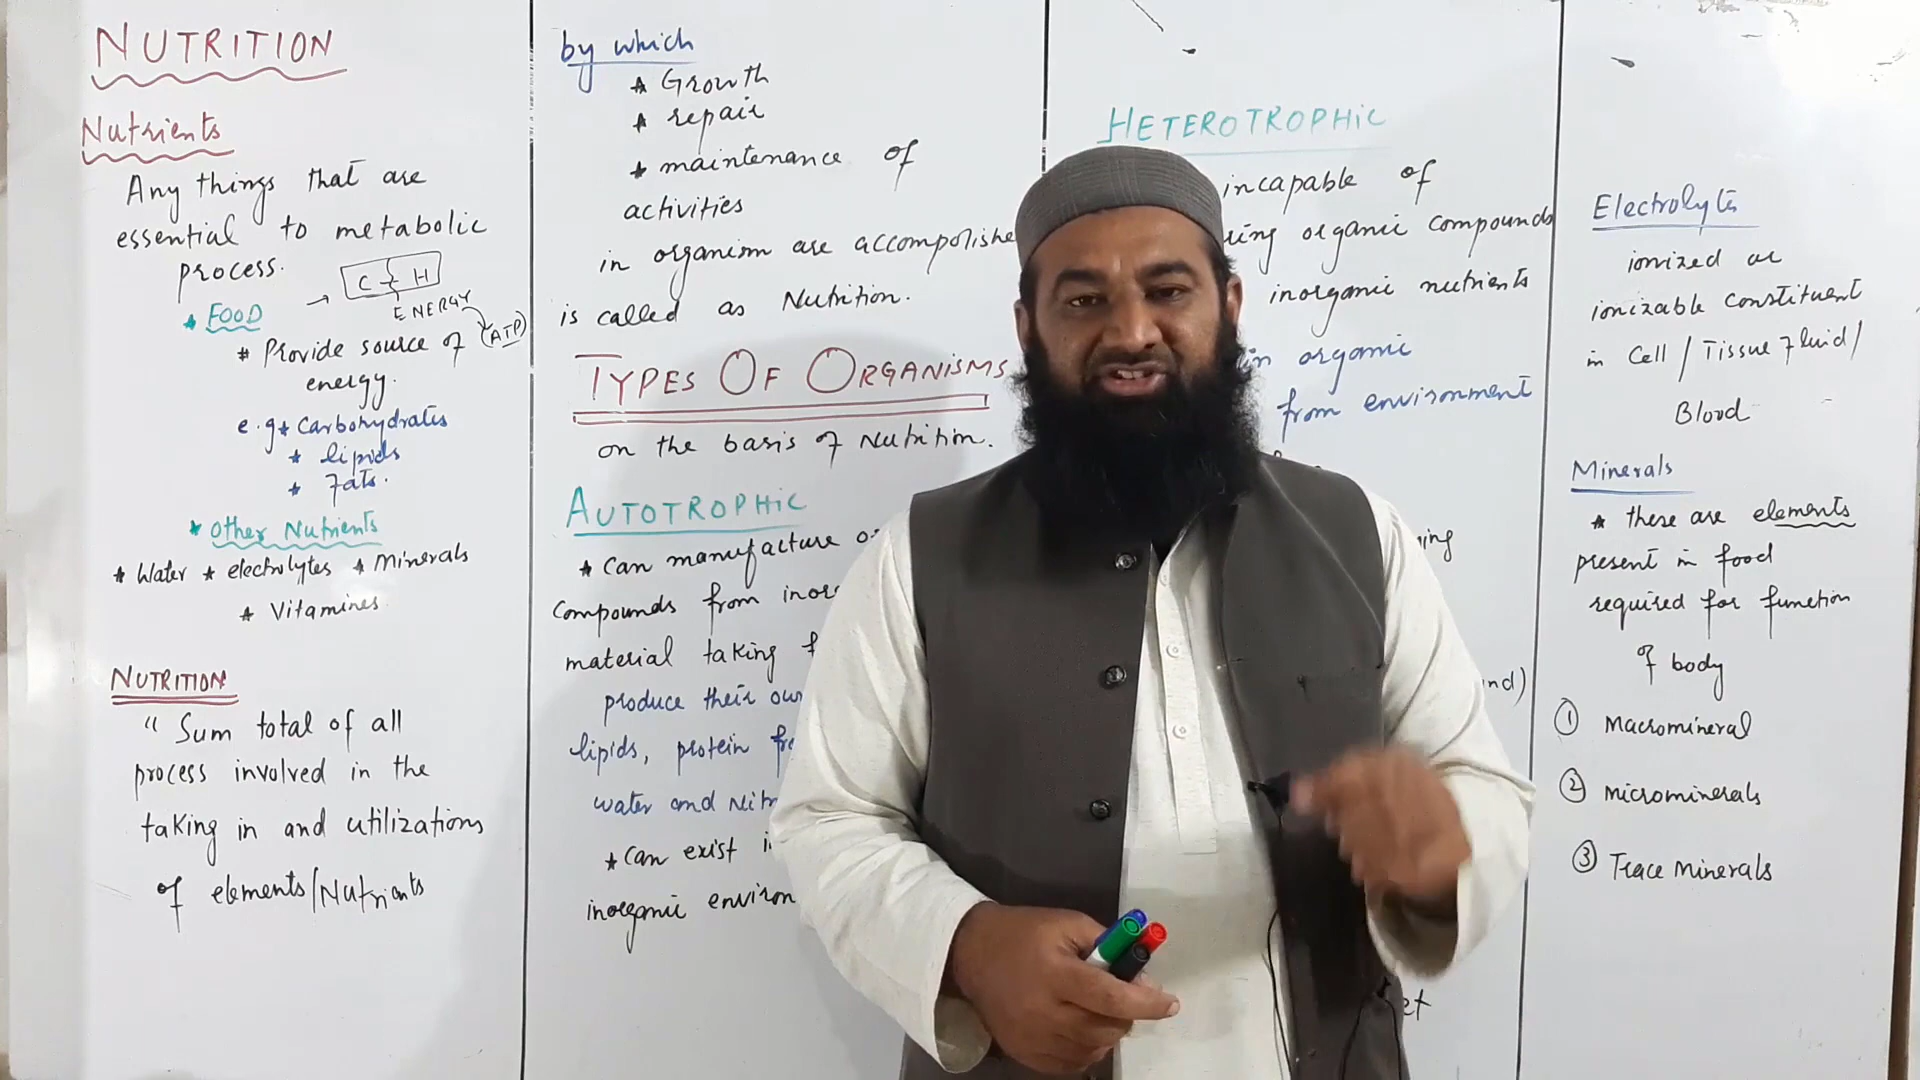 NUTRITION
Nutrients
Any things that are
essential to metabolic
process.
→ C H
ENERGY
(ATP)
* FOOD
* Provide source of
energy.
e.g * Carbohydrates
* lipids
* Fats.
* Other Nutrients
* Water * electrolytes * Minerals
* Vitamines
NUTRITION
“ Sum total of all
process involved in the
taking in and utilizations
of elements/Nutrients
by which
* Growth
* repair
* maintenance of
activities
in organism are accompolishe
is called as Nutrition.
TYPES OF ORGANISMS
on the basis of Nutrition.
AUTOTROPHIC
* Can manufacture
compounds from
material taking
produce their
lipids, protein
water and
* Can exist
inorganic
HETEROTROPHIC
incapable of
organic compounds
inorganic nutrients
in organic
from environment
Electrolytes
ionized or
ionizable constituent
in Cell / Tissue Fluid /
Blood
Minerals
* these are elements
present in food
required for function
of body
① Macromineral
② microminerals
③ Trace Minerals